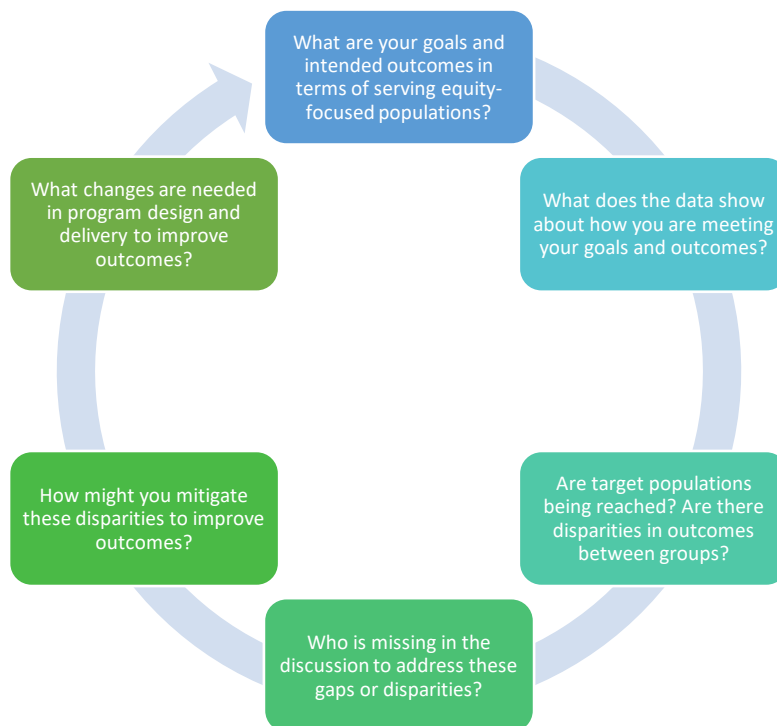 What are your goals and
intended outcomes in
terms of serving equity-
focused populations?
What does the data show
about how you are meeting
your goals and outcomes?
Are target populations
being reached? Are there
disparities in outcomes
between groups?
Who is missing in the
discussion to address these
gaps or disparities?
How might you mitigate
these disparities to improve
outcomes?
What changes are needed
in program design and
delivery to improve
outcomes?